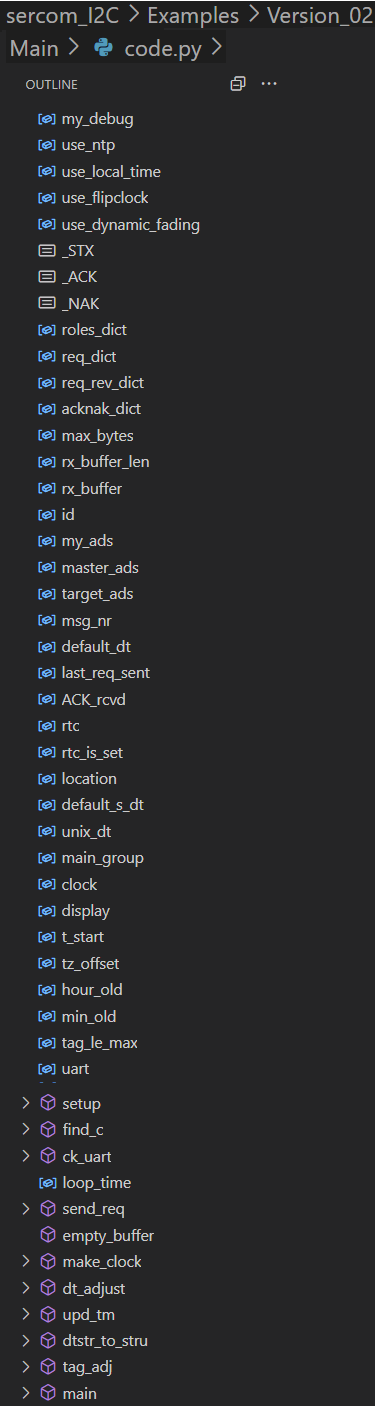 sercom_I2C > Examples > Version_02
Main > code.py >
OUTLINE
my_debug
use_ntp
use_local_time
use_flipclock
use_dynamic_fading
_STX
_ACK
_NAK
roles_dict
req_dict
req_rev_dict
acknak_dict
max_bytes
rx_buffer_len
rx_buffer
id
my_ads
master_ads
target_ads
msg_nr
default_dt
last_req_sent
ACK_rcvd
rtc
rtc_is_set
location
default_s_dt
unix_dt
main_group
clock
display
t_start
tz_offset
hour_old
min_old
tag_le_max
uart
setup
find_c
ck_uart
loop_time
send_req
empty_buffer
make_clock
dt_adjust
upd_tm
dtstr_to_stru
tag_adj
main